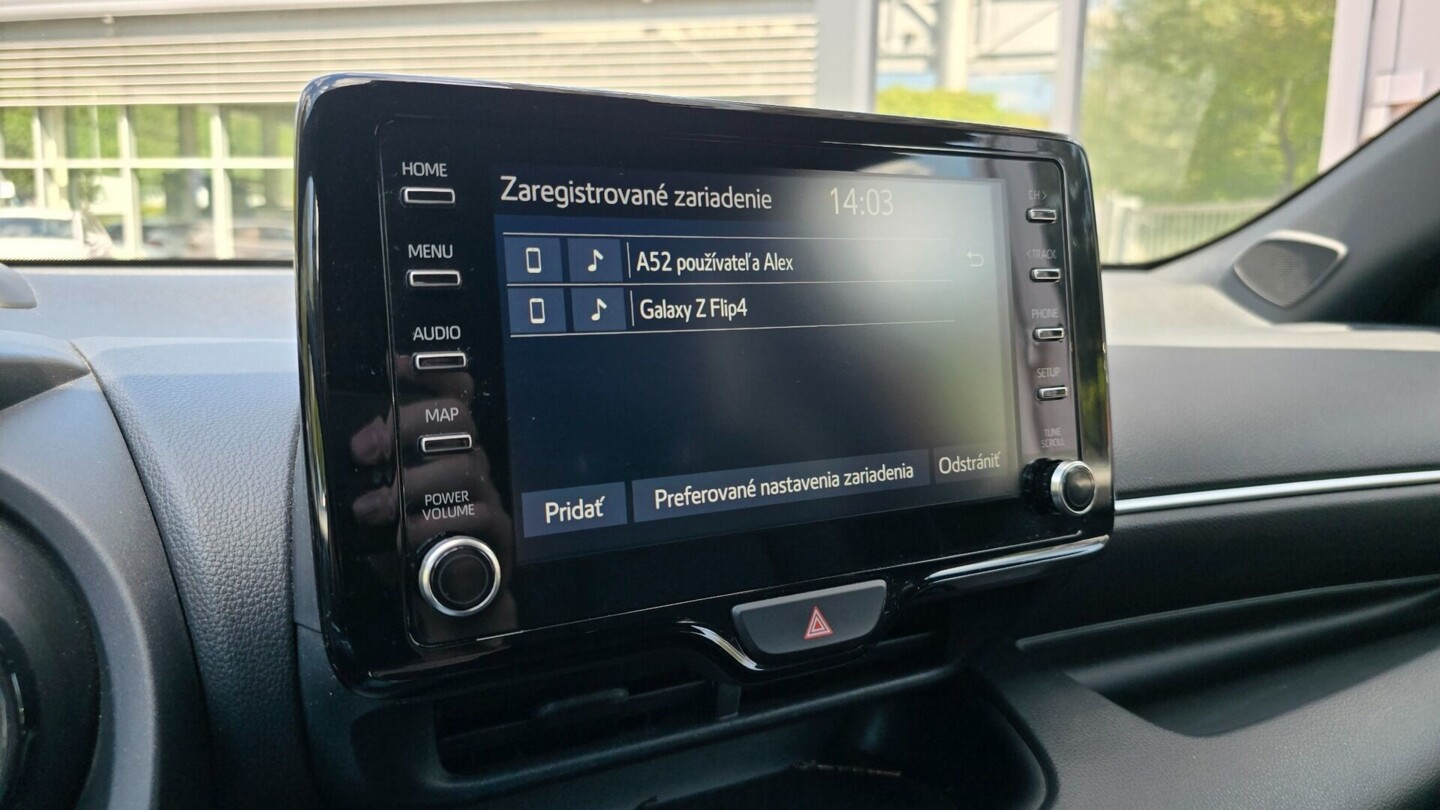 HOME
MENU
AUDIO
MAP
POWER
VOLUME
Zaregistrované zariadenie 14:03
A52 používateľa Alex
Galaxy Z Flip4
Pridať Preferované nastavenia zariadenia Odstrániť
CH >
< TRACK
PHONE
SETUP
TUNE
SCROLL